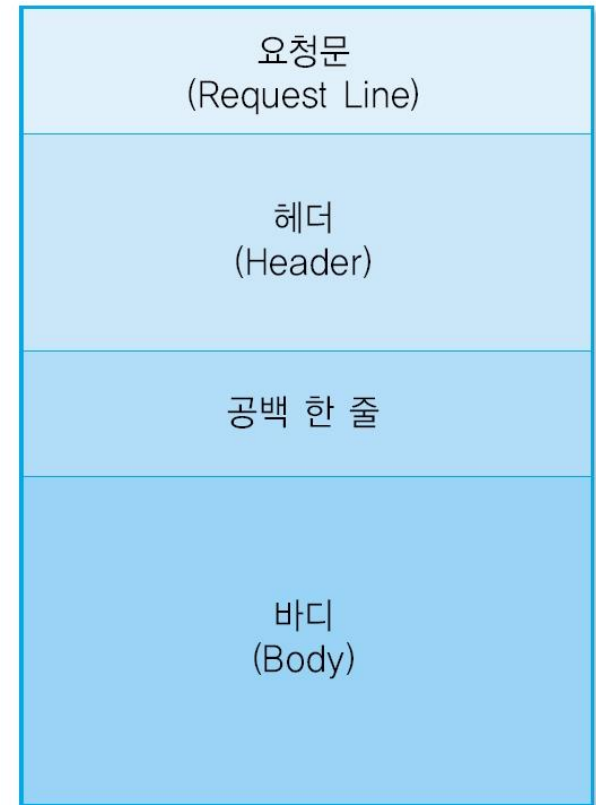 요청문
(Request Line)
헤더
(Header)
공백 한 줄
바디
(Body)